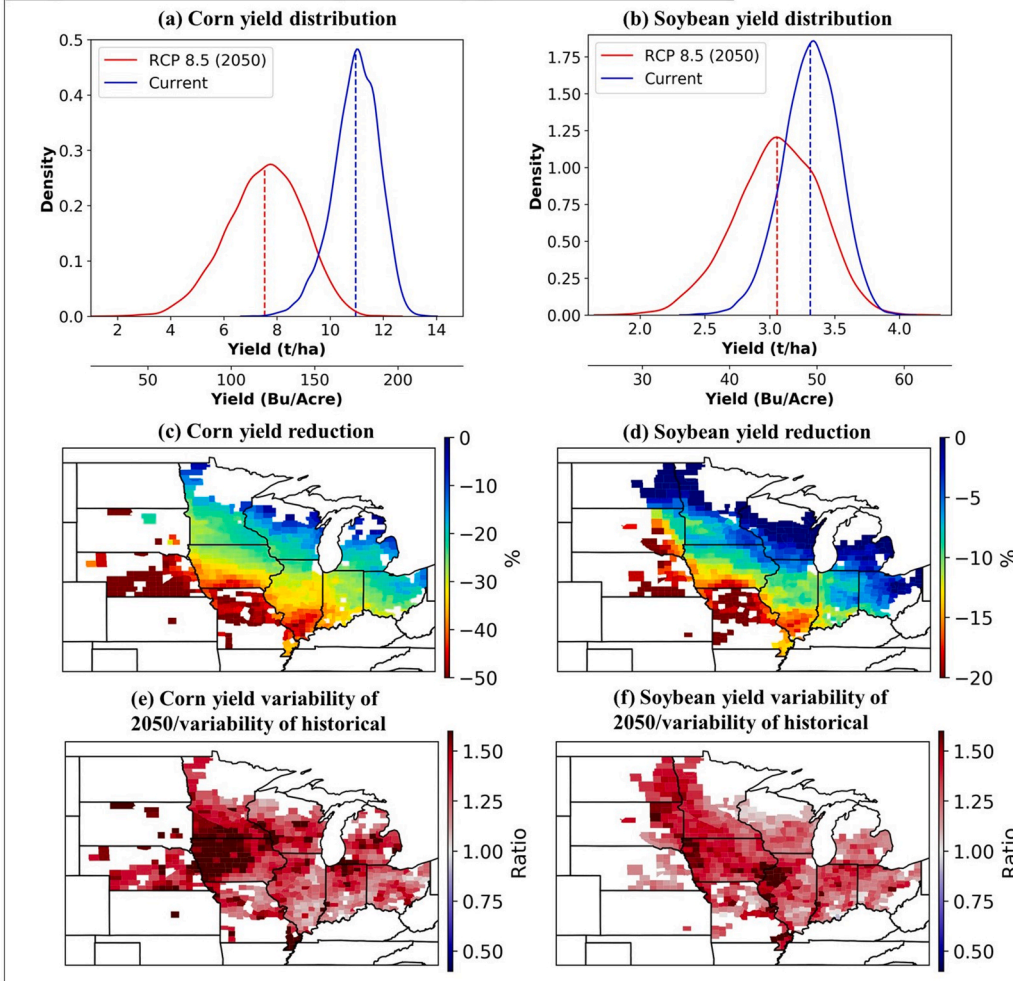 (a) Corn yield distribution
RCP 8.5 (2050)
Current
0.5
0.4
0.3
0.2
0.1
0.0
Density
2 4 6 8 10 12 14
Yield (t/ha)
50 100 150 200
Yield (Bu/Acre)
(b) Soybean yield distribution
RCP 8.5 (2050)
Current
1.75
1.50
1.25
1.00
0.75
0.50
0.25
0.00
Density
2.0 2.5 3.0 3.5 4.0
Yield (t/ha)
30 40 50 60
Yield (Bu/Acre)
(c) Corn yield reduction
0
−10
−20
−30
−40
−50
%
(d) Soybean yield reduction
0
−5
−10
−15
−20
%
(e) Corn yield variability of
2050/variability of historical
1.50
1.25
1.00
0.75
0.50
Ratio
(f) Soybean yield variability of
2050/variability of historical
1.50
1.25
1.00
0.75
0.50
Ratio